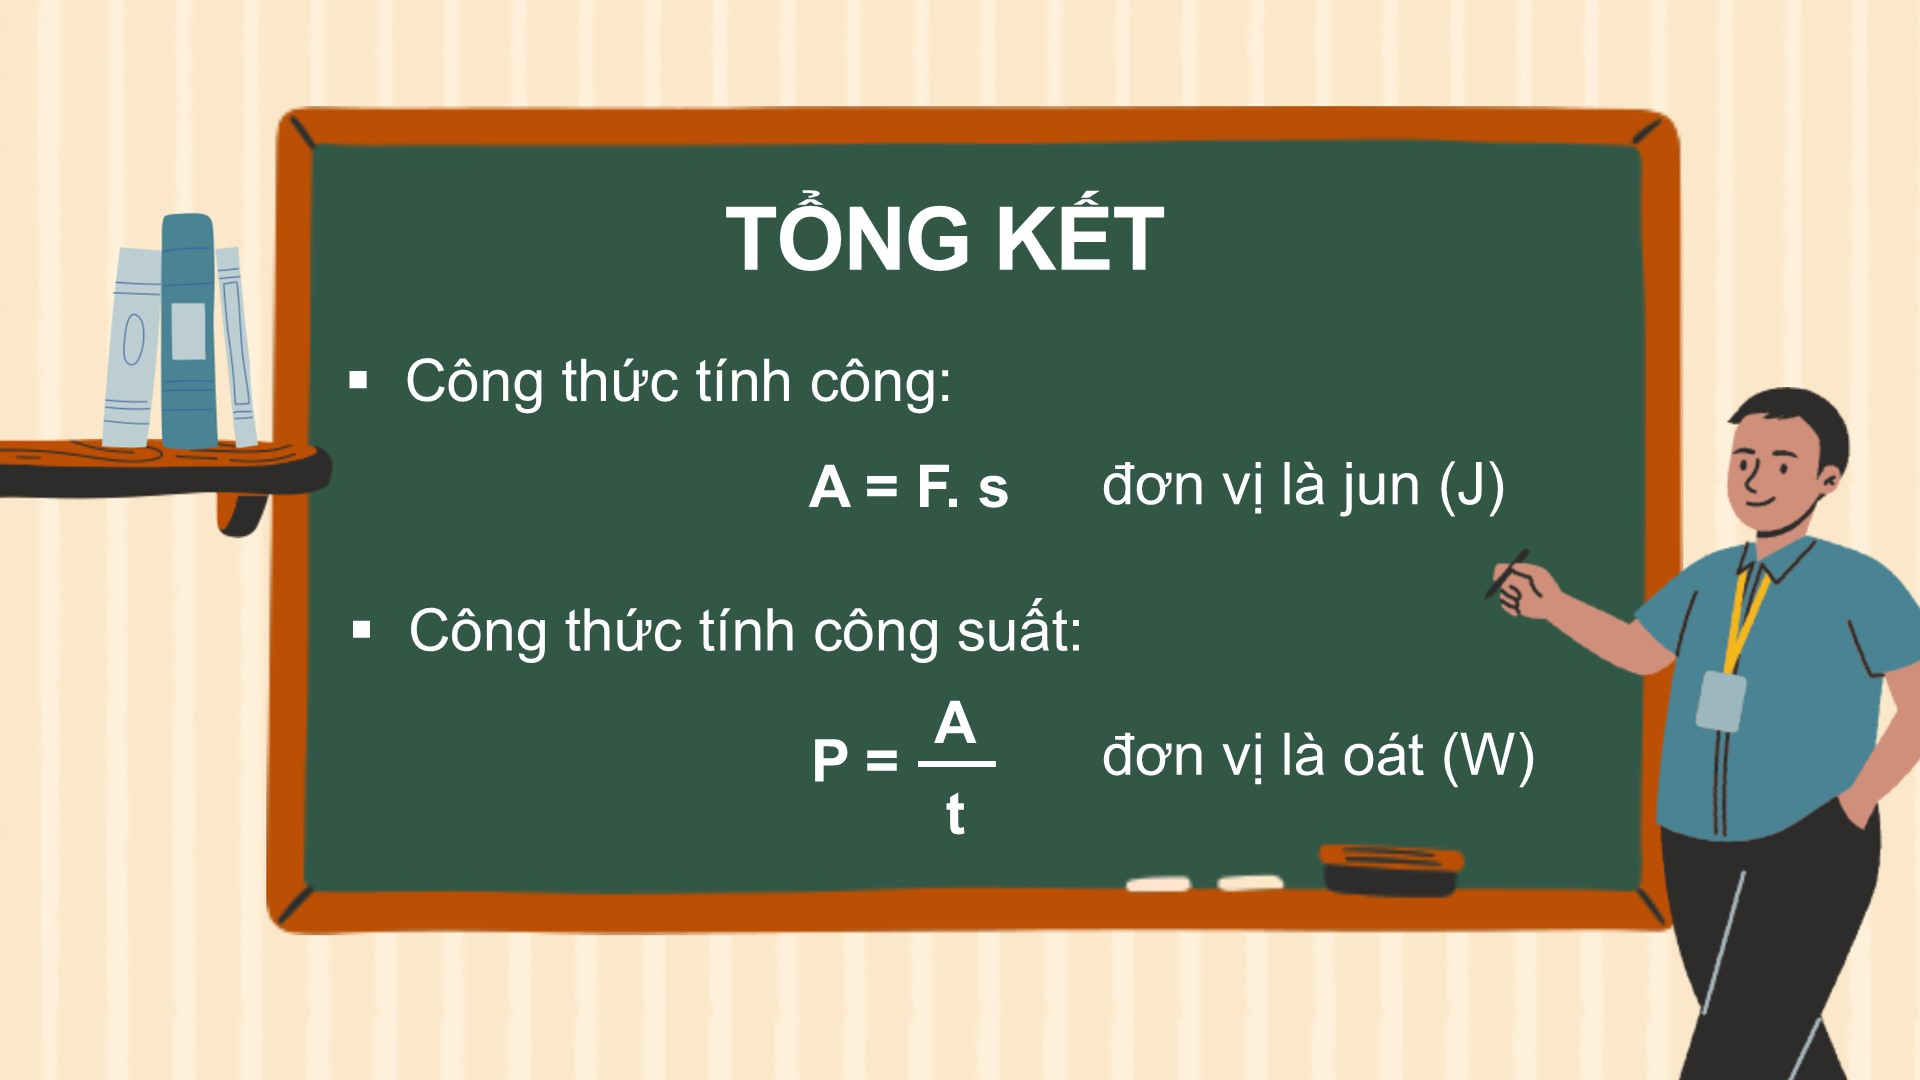 TỔNG KẾT
▪ Công thức tính công:
A = F. s đơn vị là jun (J)
▪ Công thức tính công suất:
P = A
t
đơn vị là oát (W)